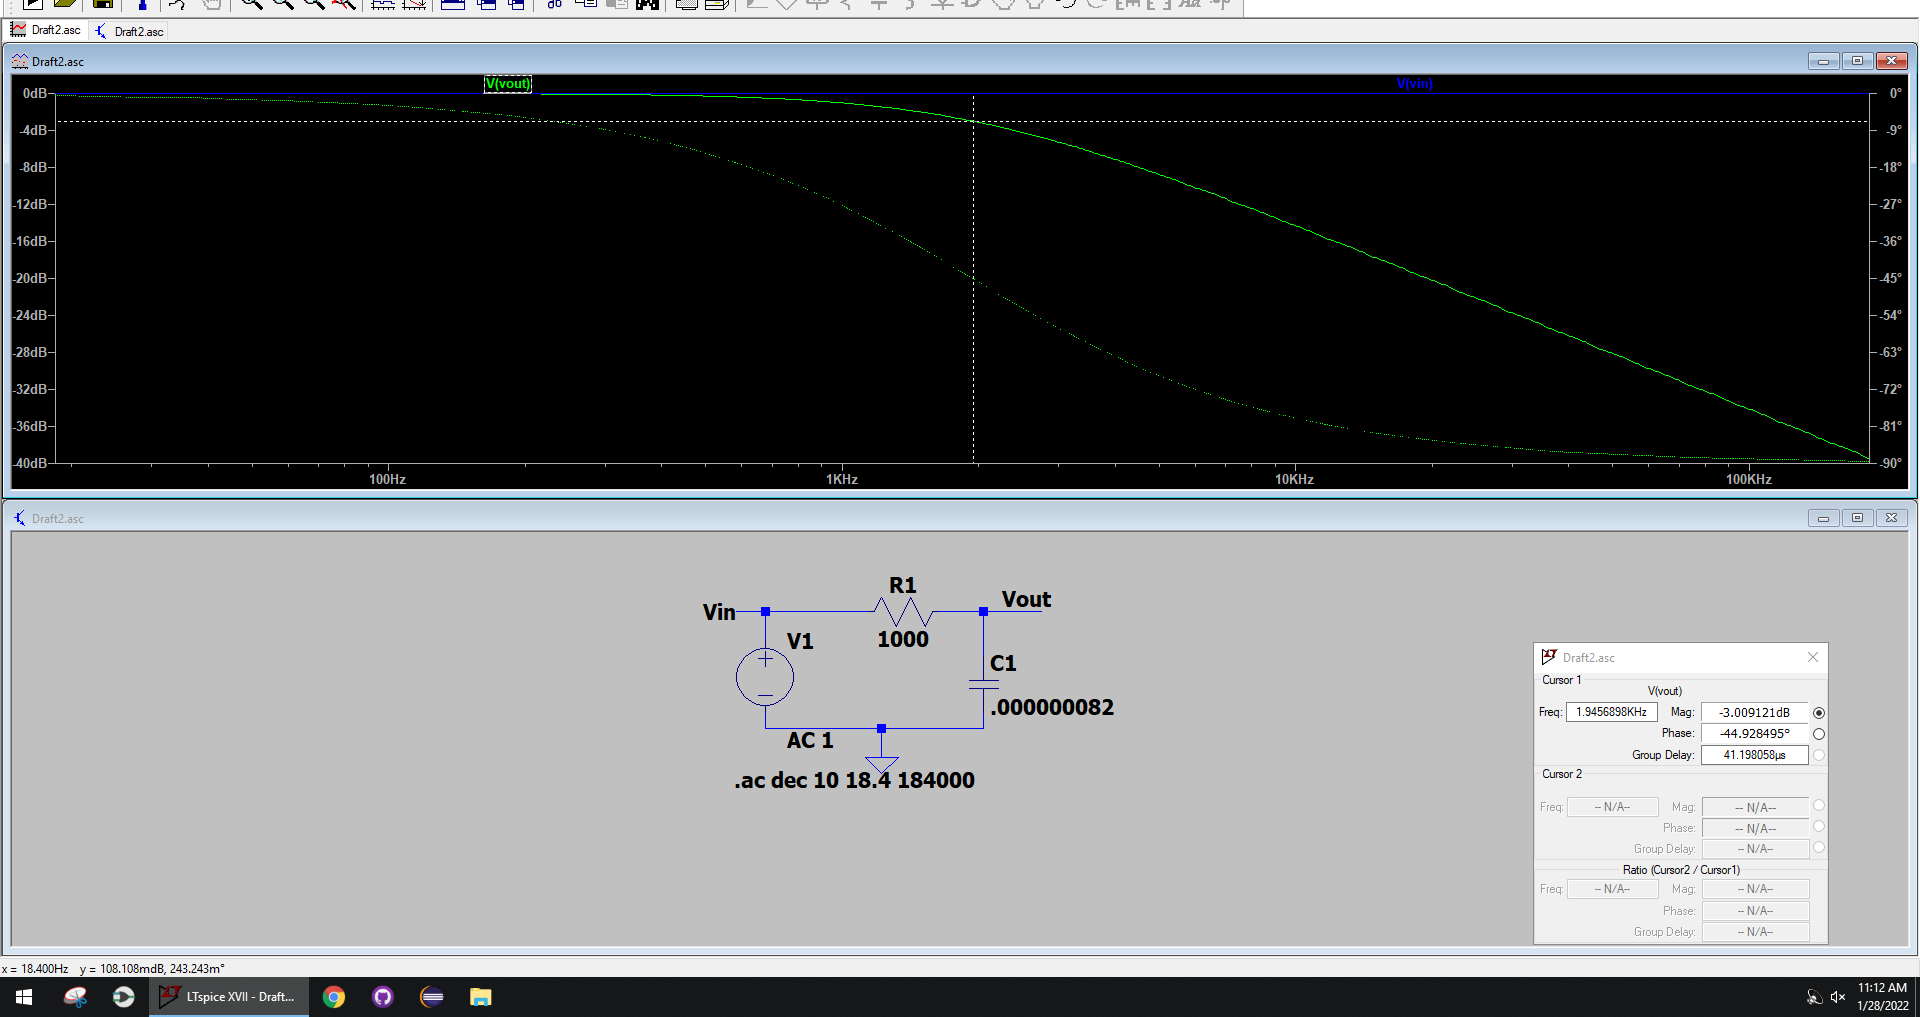 Draft2.asc
Draft2.asc
Draft2.asc
V(vout)
V(vin)
0dB
-4dB
-8dB
-12dB
-16dB
-20dB
-24dB
-28dB
-32dB
-36dB
-40dB
0°
-9°
-18°
-27°
-36°
-45°
-54°
-63°
-72°
-81°
-90°
100Hz
1KHz
10KHz
100KHz
Draft2.asc
R1
Vin
Vout
1000
V1
C1
.000000082
AC 1
.ac dec 10 18.4 184000
Draft2.asc
Cursor 1
V(vout)
Freq: 1.9456898KHz Mag: -3.009121dB
Phase: -44.928495°
Group Delay: 41.198058µs
Cursor 2
Freq: -- N/A-- Mag: -- N/A--
Phase: -- N/A--
Group Delay: -- N/A--
Ratio (Cursor2 / Cursor1)
Freq: -- N/A-- Mag: -- N/A--
Phase: -- N/A--
Group Delay: -- N/A--
x = 18.400Hz y = 108.108mdB, 243.243m°
LTspice XVII - Draft...
11:12 AM
1/28/2022